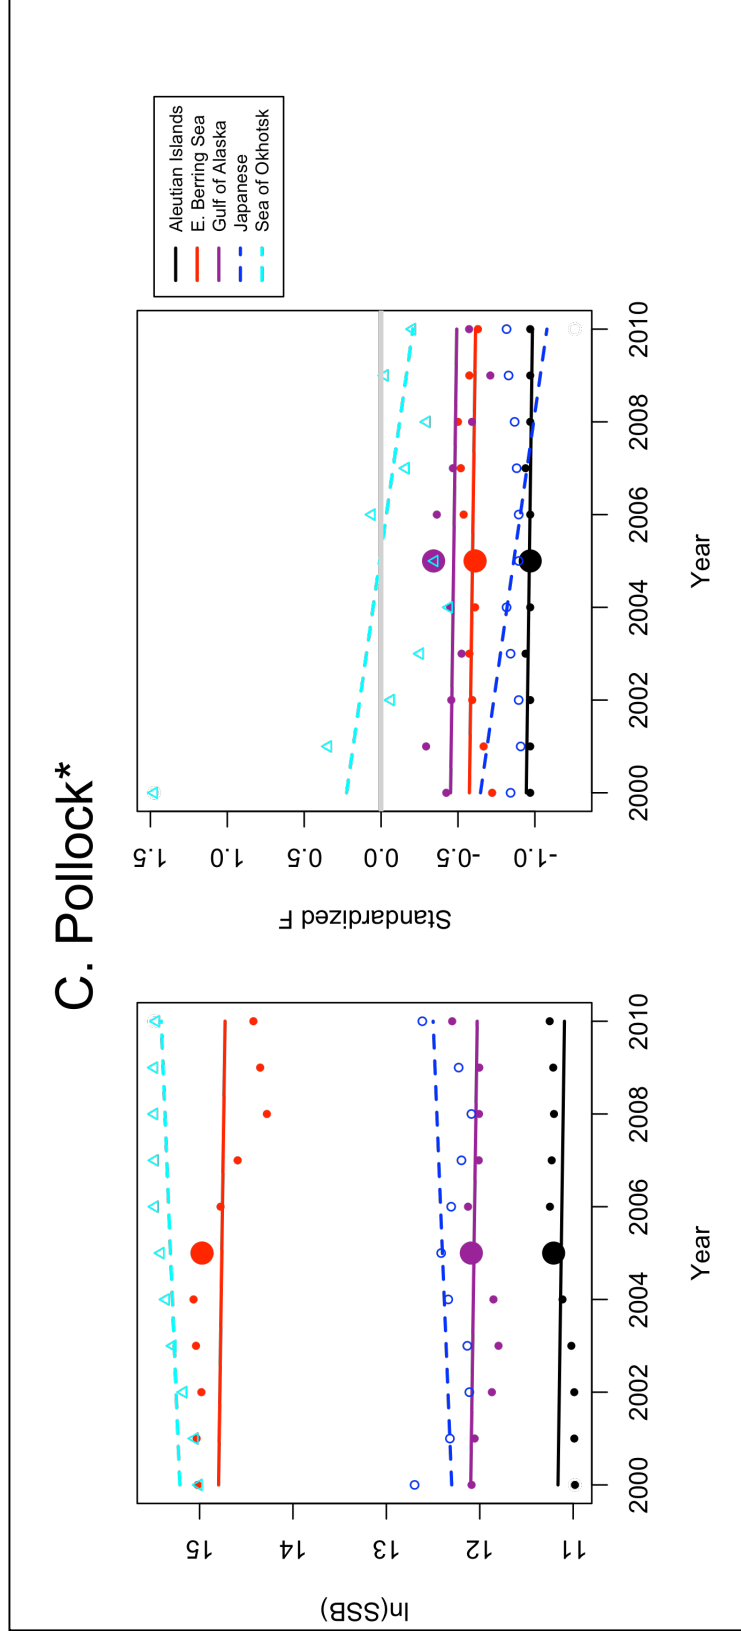 C. Pollock*
ln(SSB)
15
14
13
12
11
2000 2002 2004 2006 2008 2010
Year
Standardized F
1.5
1.0
0.5
0.0
-0.5
-1.0
2000 2002 2004 2006 2008 2010
Year
Aleutian Islands
E. Berring Sea
Gulf of Alaska
Japanese
Sea of Okhotsk